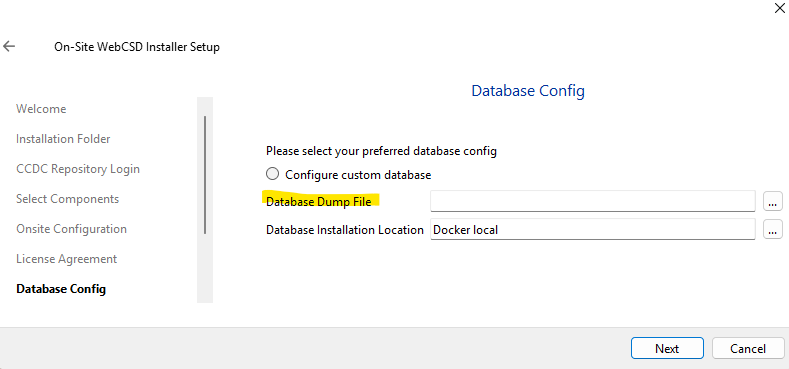 On-Site WebCSD Installer Setup
Database Config
Welcome
Installation Folder
CCDC Repository Login
Select Components
Onsite Configuration
License Agreement
Database Config
Please select your preferred database config
Configure custom database
Database Dump File ...
Database Installation Location Docker local ...
Next Cancel